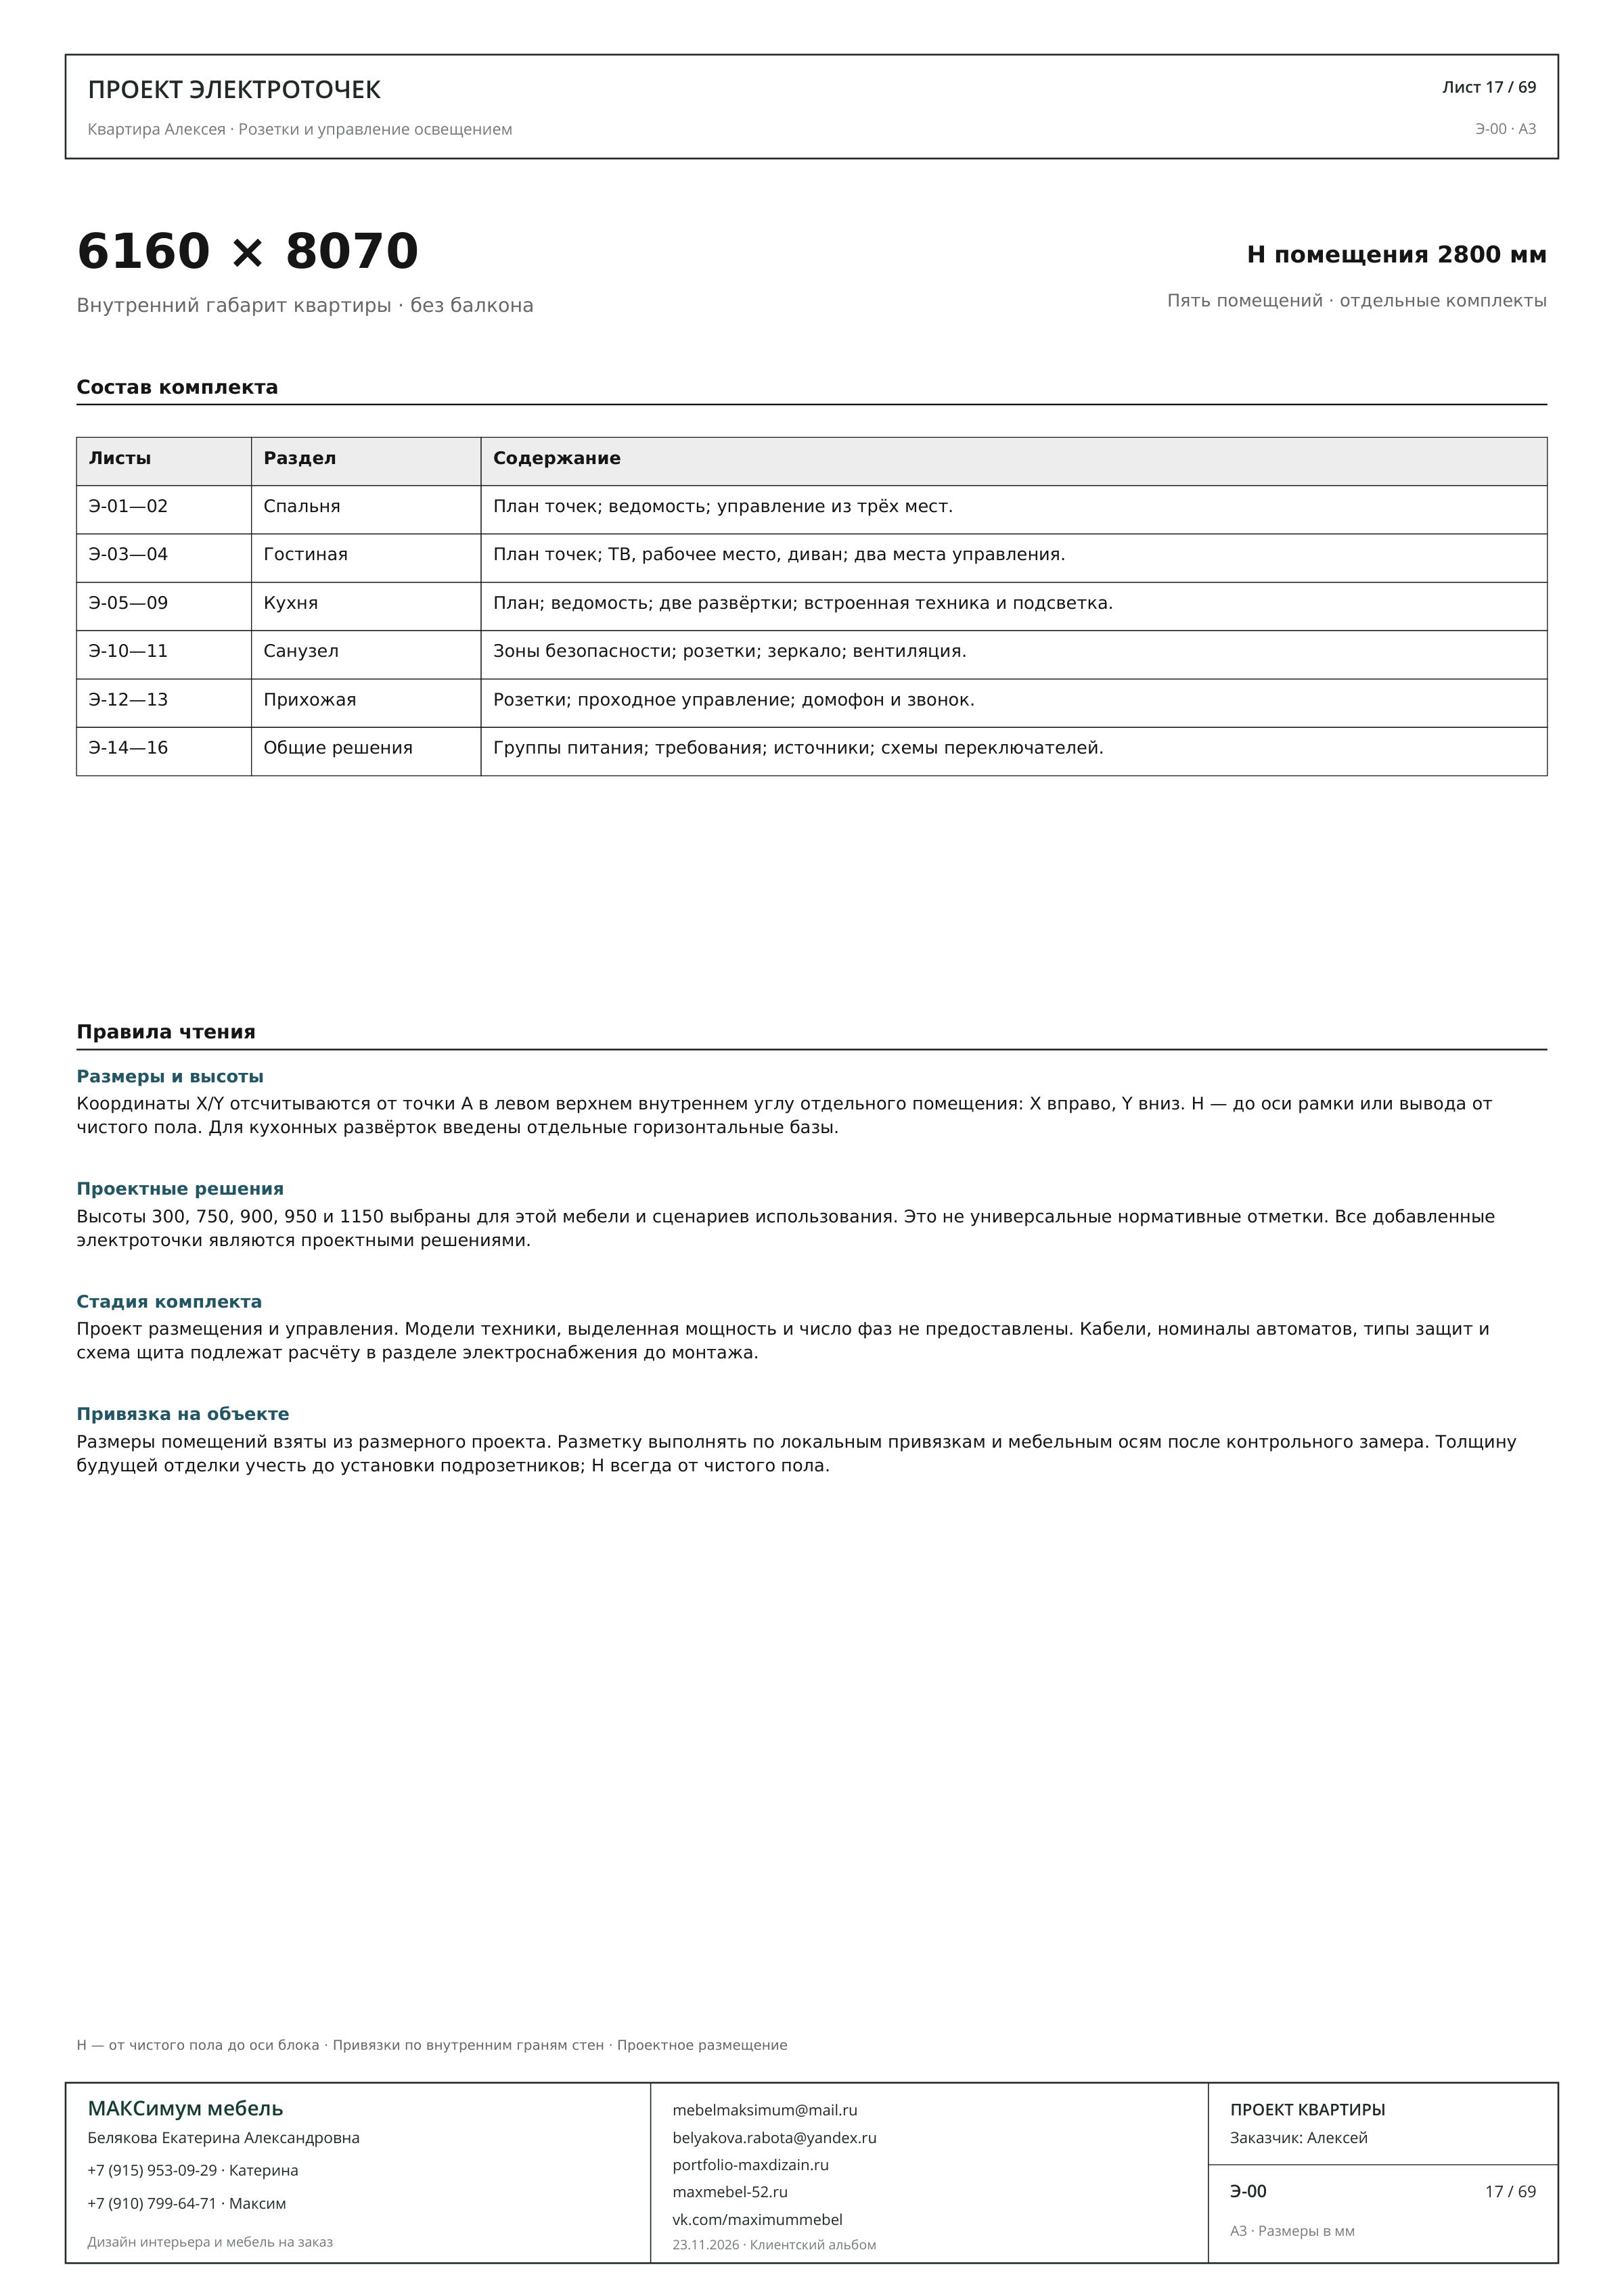 ПРОЕКТ ЭЛЕКТРОТОЧЕК
Лист 17 / 69
Квартира Алексея · Розетки и управление освещением
Э-00 · А3
6160 × 8070
Н помещения 2800 мм
Внутренний габарит квартиры · без балкона
Пять помещений · отдельные комплекты
Состав комплекта
Листы Раздел Содержание
Э-01—02 Спальня План точек; ведомость; управление из трёх мест.
Э-03—04 Гостиная План точек; ТВ, рабочее место, диван; два места управления.
Э-05—09 Кухня План; ведомость; две развёртки; встроенная техника и подсветка.
Э-10—11 Санузел Зоны безопасности; розетки; зеркало; вентиляция.
Э-12—13 Прихожая Розетки; проходное управление; домофон и звонок.
Э-14—16 Общие решения Группы питания; требования; источники; схемы переключателей.
Правила чтения
Размеры и высоты
Координаты X/Y отсчитываются от точки А в левом верхнем внутреннем углу отдельного помещения: X вправо, Y вниз. Н — до оси рамки или вывода от
чистого пола. Для кухонных развёрток введены отдельные горизонтальные базы.
Проектные решения
Высоты 300, 750, 900, 950 и 1150 выбраны для этой мебели и сценариев использования. Это не универсальные нормативные отметки. Все добавленные
электроточки являются проектными решениями.
Стадия комплекта
Проект размещения и управления. Модели техники, выделенная мощность и число фаз не предоставлены. Кабели, номиналы автоматов, типы защит и
схема щита подлежат расчёту в разделе электроснабжения до монтажа.
Привязка на объекте
Размеры помещений взяты из размерного проекта. Разметку выполнять по локальным привязкам и мебельным осям после контрольного замера. Толщину
будущей отделки учесть до установки подрозетников; Н всегда от чистого пола.
Н — от чистого пола до оси блока · Привязки по внутренним граням стен · Проектное размещение
МАКСимум мебель
Белякова Екатерина Александровна
+7 (915) 953-09-29 · Катерина
+7 (910) 799-64-71 · Максим
Дизайн интерьера и мебель на заказ
mebelmaksimum@mail.ru
belyakova.rabota@yandex.ru
portfolio-maxdizain.ru
maxmebel-52.ru
vk.com/maximummebel
23.11.2026 · Клиентский альбом
ПРОЕКТ КВАРТИРЫ
Заказчик: Алексей
Э-00 17 / 69
А3 · Размеры в мм